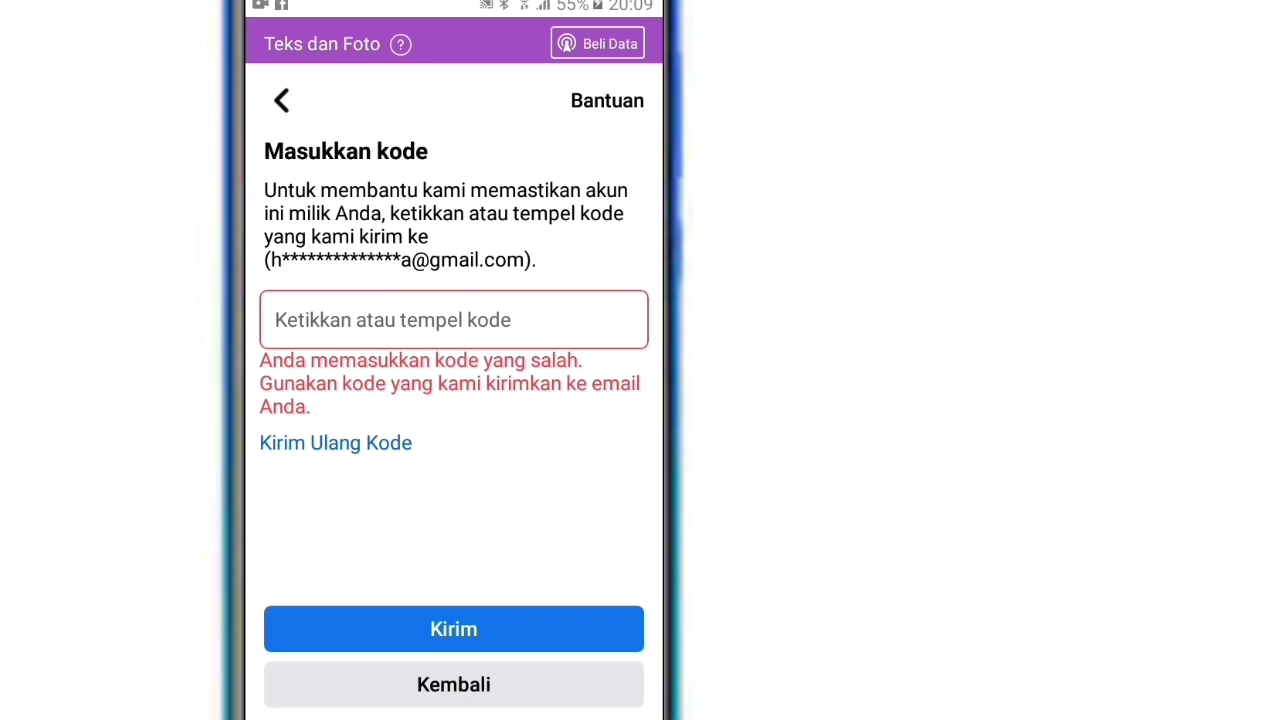 55% 20:09
Teks dan Foto ? Beli Data
Bantuan
Masukkan kode
Untuk membantu kami memastikan akun
ini milik Anda, ketikkan atau tempel kode
yang kami kirim ke
(h**************a@gmail.com).
Ketikkan atau tempel kode
Anda memasukkan kode yang salah.
Gunakan kode yang kami kirimkan ke email
Anda.
Kirim Ulang Kode
Kirim
Kembali